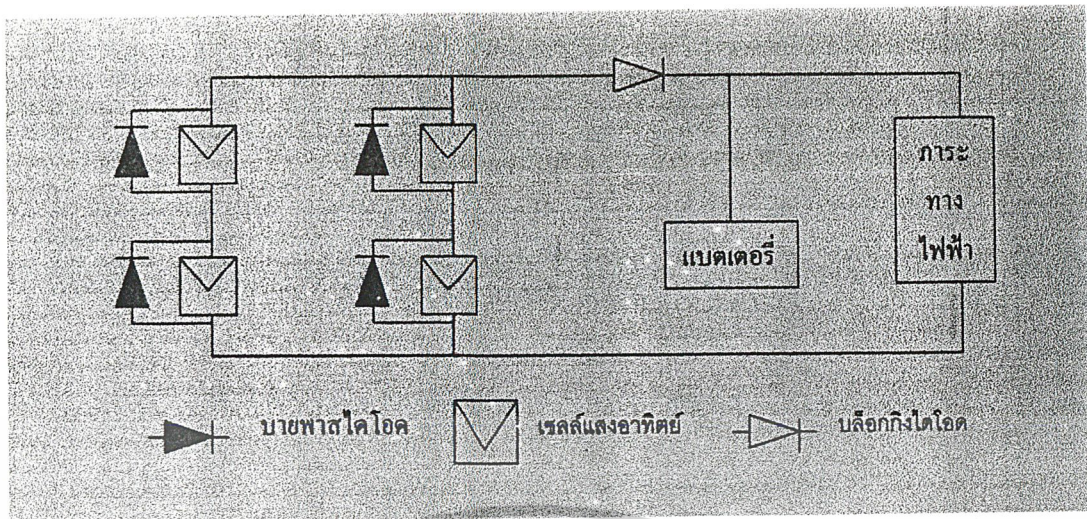 ภาระ
ทาง
ไฟฟ้า
แบตเตอรี่
บายพาสไดโอด
เซลล์แสงอาทิตย์
บล็อกกิงไดโอด